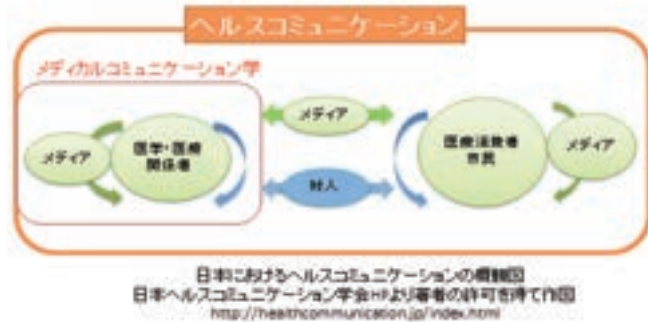 ヘルスコミュニケーション
メディカルコミュニケーション学
メディア
医療消費者
市民
メディア
医学・医療
関係者
メディア
対人
日本におけるヘルスコミュニケーションの概観図
日本ヘルスコミュニケーション学会HPより著者の許可を得て作図
http://healthcommunication.jp/index.html